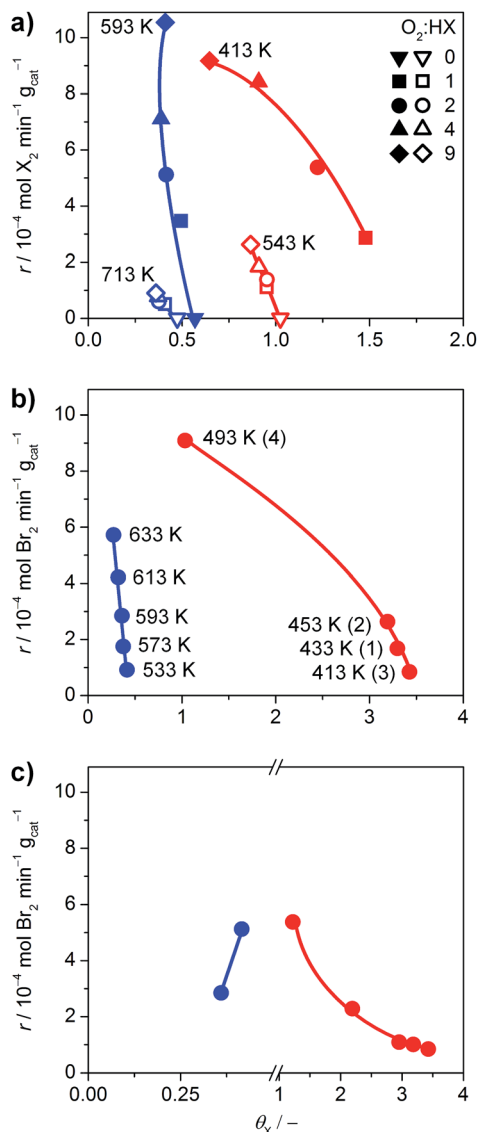 a)
O₂:HX
0
1
2
4
9
593 K
413 K
543 K
713 K
r / 10⁻⁴ mol X₂ min⁻¹ g_cat⁻¹
10
8
6
4
2
0
0.0 0.5 1.0 1.5 2.0
b)
493 K (4)
633 K
613 K
593 K
573 K
533 K
453 K (2)
433 K (1)
413 K (3)
r / 10⁻⁴ mol Br₂ min⁻¹ g_cat⁻¹
10
8
6
4
2
0
0 1 2 3 4
c)
r / 10⁻⁴ mol Br₂ min⁻¹ g_cat⁻¹
10
8
6
4
2
0
0.00 0.25 1 2 3 4
θ_X / –